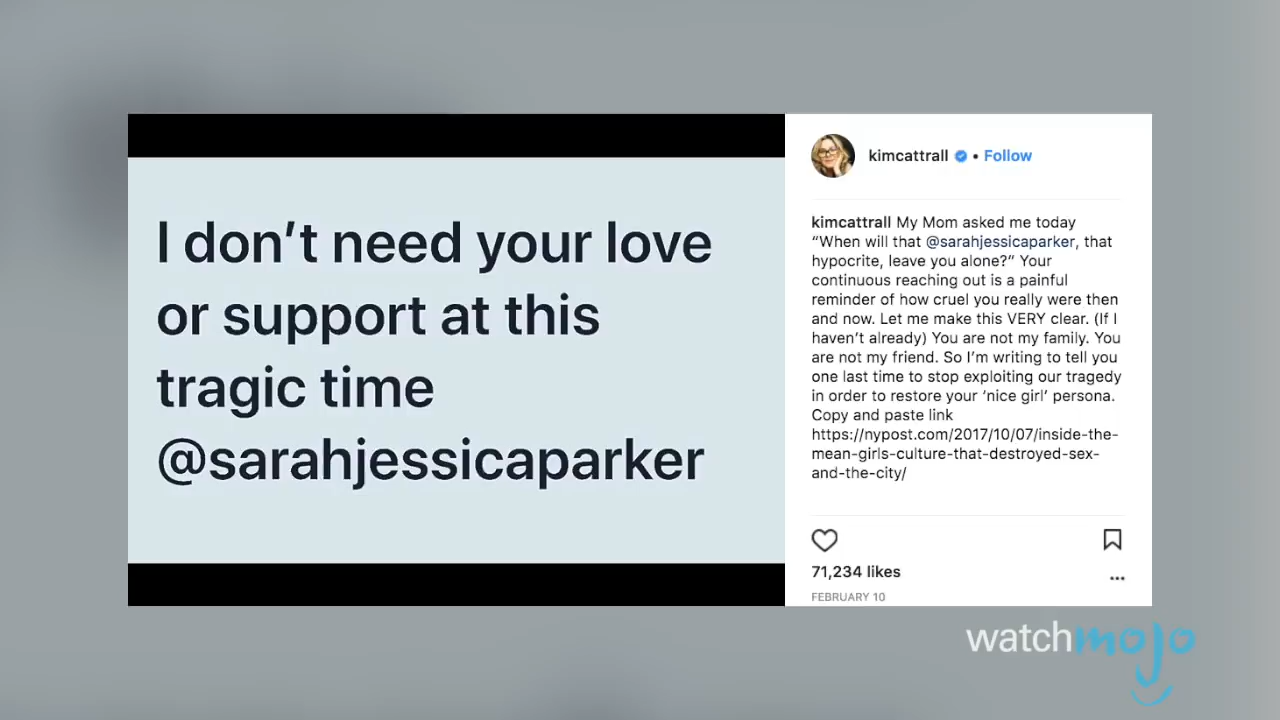 I don’t need your love
or support at this
tragic time
@sarahjessicaparker
kimcattrall • Follow
kimcattrall My Mom asked me today
“When will that @sarahjessicaparker, that
hypocrite, leave you alone?” Your
continuous reaching out is a painful
reminder of how cruel you really were then
and now. Let me make this VERY clear. (If I
haven’t already) You are not my family. You
are not my friend. So I’m writing to tell you
one last time to stop exploiting our tragedy
in order to restore your ‘nice girl’ persona.
Copy and paste link
https://nypost.com/2017/10/07/inside-the-
mean-girls-culture-that-destroyed-sex-
and-the-city/
71,234 likes
FEBRUARY 10
watchmojo